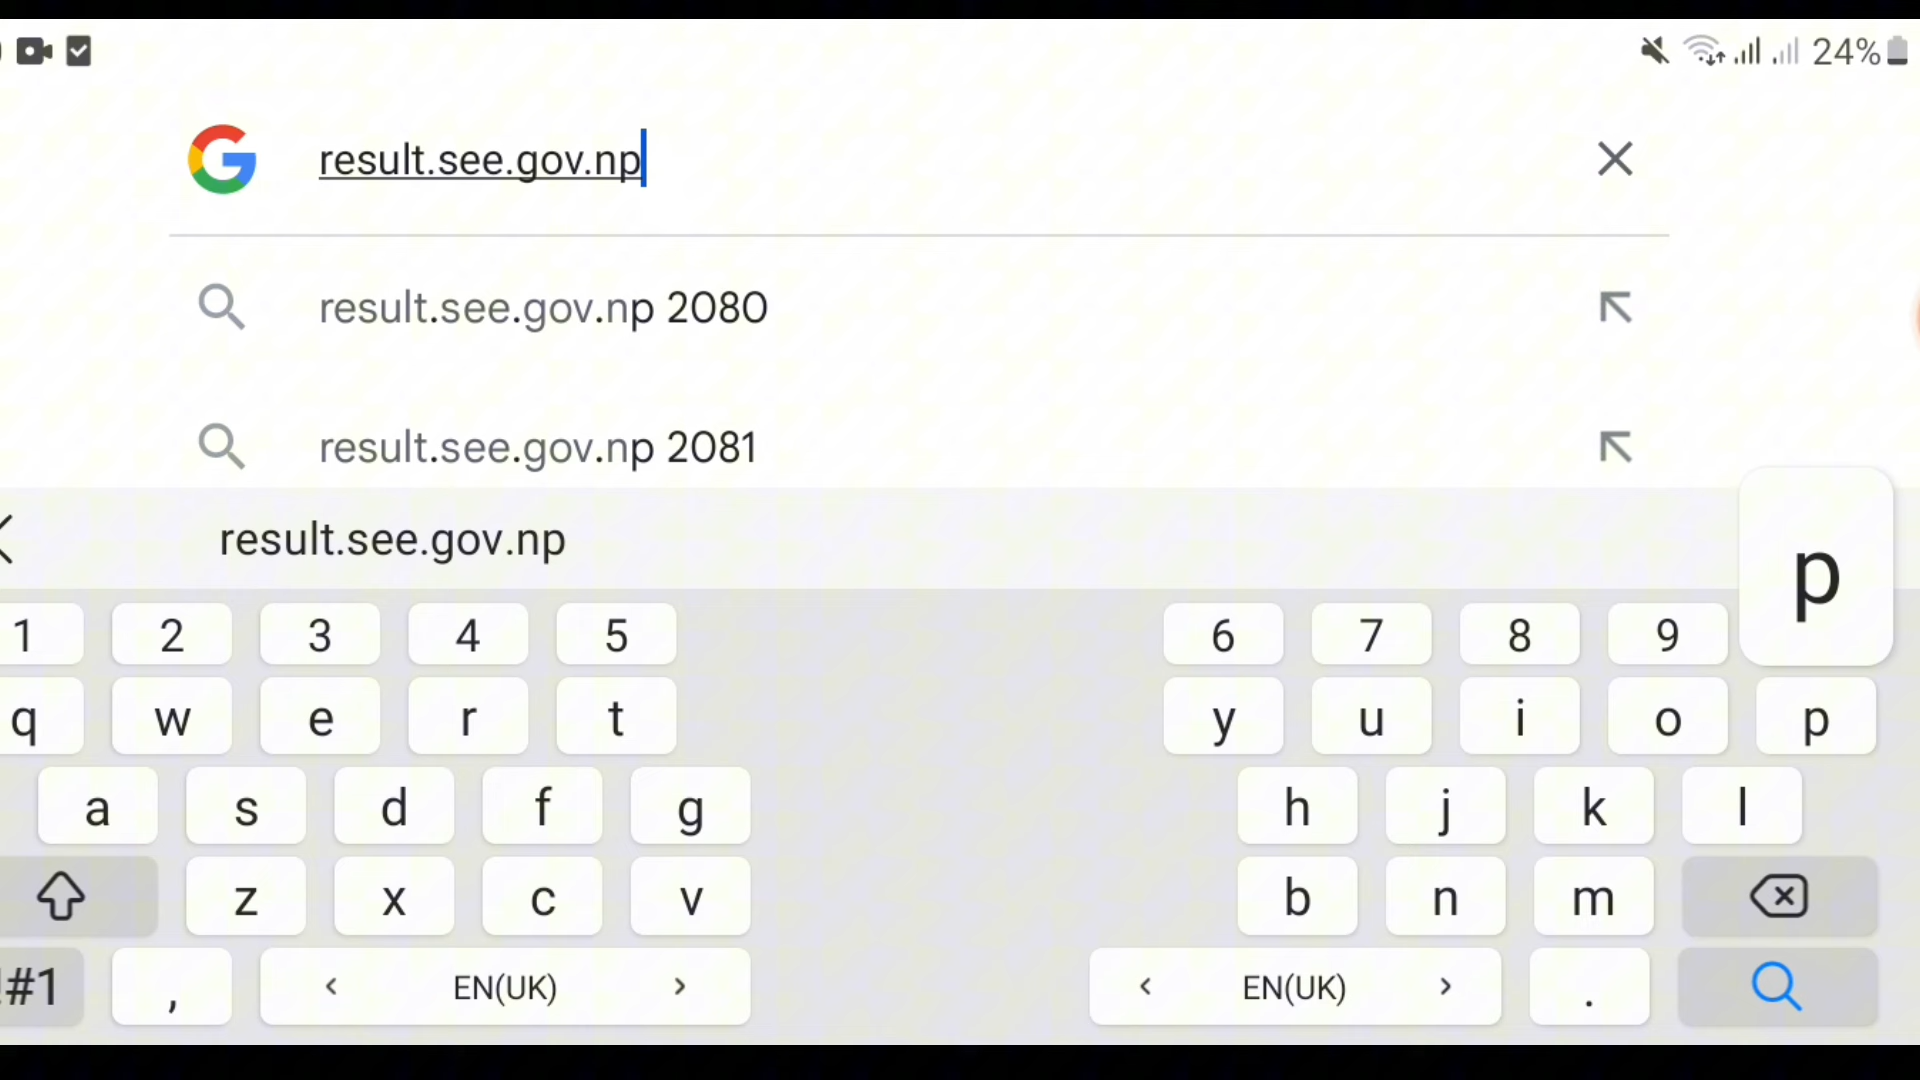 24%
result.see.gov.np
result.see.gov.np 2080
result.see.gov.np 2081
result.see.gov.np
p
1 2 3 4 5 6 7 8 9
q w e r t y u i o p
a s d f g h j k l
z x c v b n m
!#1 , EN(UK) EN(UK) .